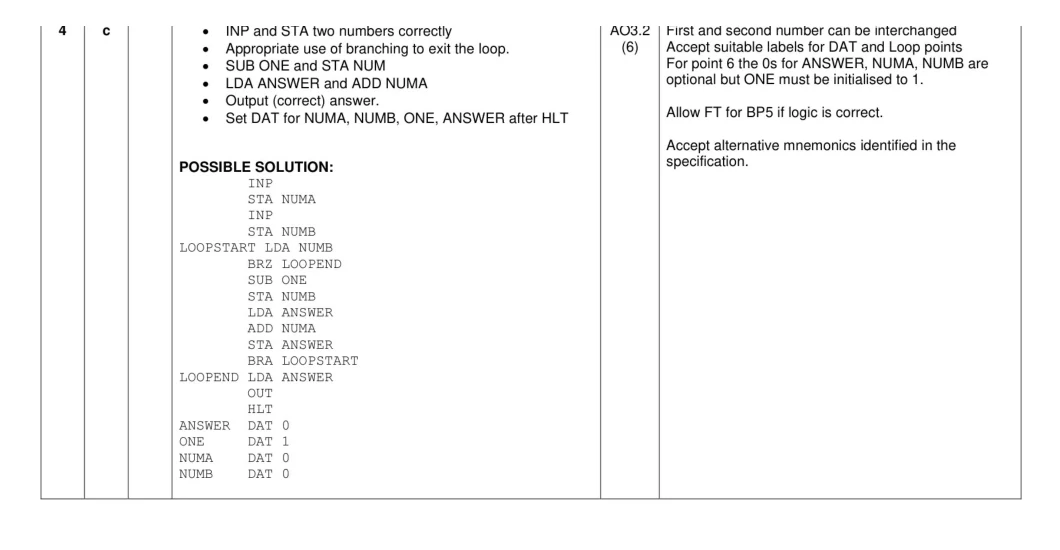 4 c
• INP and STA two numbers correctly
• Appropriate use of branching to exit the loop.
• SUB ONE and STA NUM
• LDA ANSWER and ADD NUMA
• Output (correct) answer.
• Set DAT for NUMA, NUMB, ONE, ANSWER after HLT
POSSIBLE SOLUTION:
INP
STA NUMA
INP
STA NUMB
LOOPSTART LDA NUMB
BRZ LOOPEND
SUB ONE
STA NUMB
LDA ANSWER
ADD NUMA
STA ANSWER
BRA LOOPSTART
LOOPEND LDA ANSWER
OUT
HLT
ANSWER DAT 0
ONE DAT 1
NUMA DAT 0
NUMB DAT 0
AO3.2
(6)
First and second number can be interchanged
Accept suitable labels for DAT and Loop points
For point 6 the 0s for ANSWER, NUMA, NUMB are
optional but ONE must be initialised to 1.
Allow FT for BP5 if logic is correct.
Accept alternative mnemonics identified in the
specification.